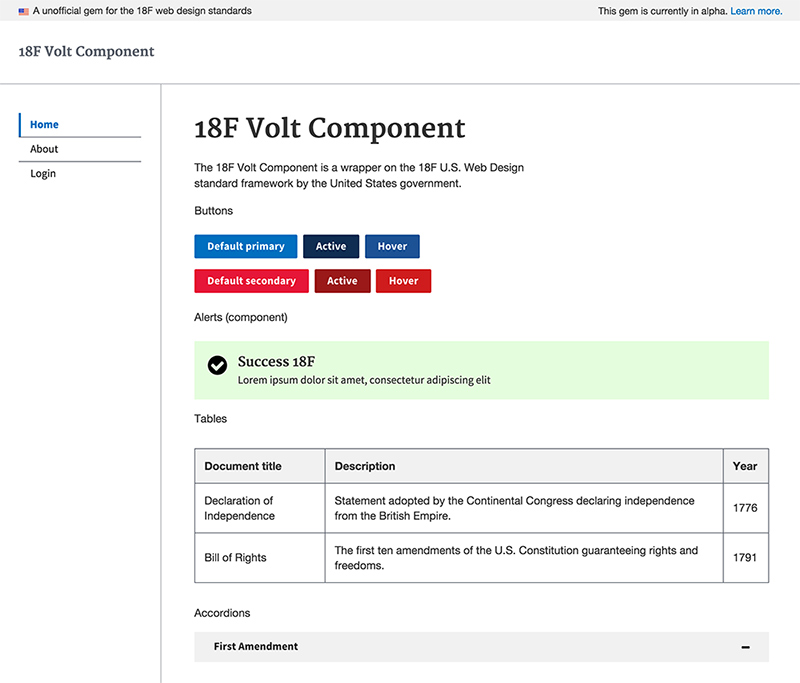 A unofficial gem for the 18F web design standards
This gem is currently in alpha. Learn more.
18F Volt Component
Home
About
Login
18F Volt Component
The 18F Volt Component is a wrapper on the 18F U.S. Web Design
standard framework by the United States government.
Buttons
Default primary
Active
Hover
Default secondary
Active
Hover
Alerts (component)
Success 18F
Lorem ipsum dolor sit amet, consectetur adipiscing elit
Tables
Document title
Description
Year
Declaration of
Independence
Statement adopted by the Continental Congress declaring independence
from the British Empire.
1776
Bill of Rights
The first ten amendments of the U.S. Constitution guaranteeing rights and
freedoms.
1791
Accordions
First Amendment